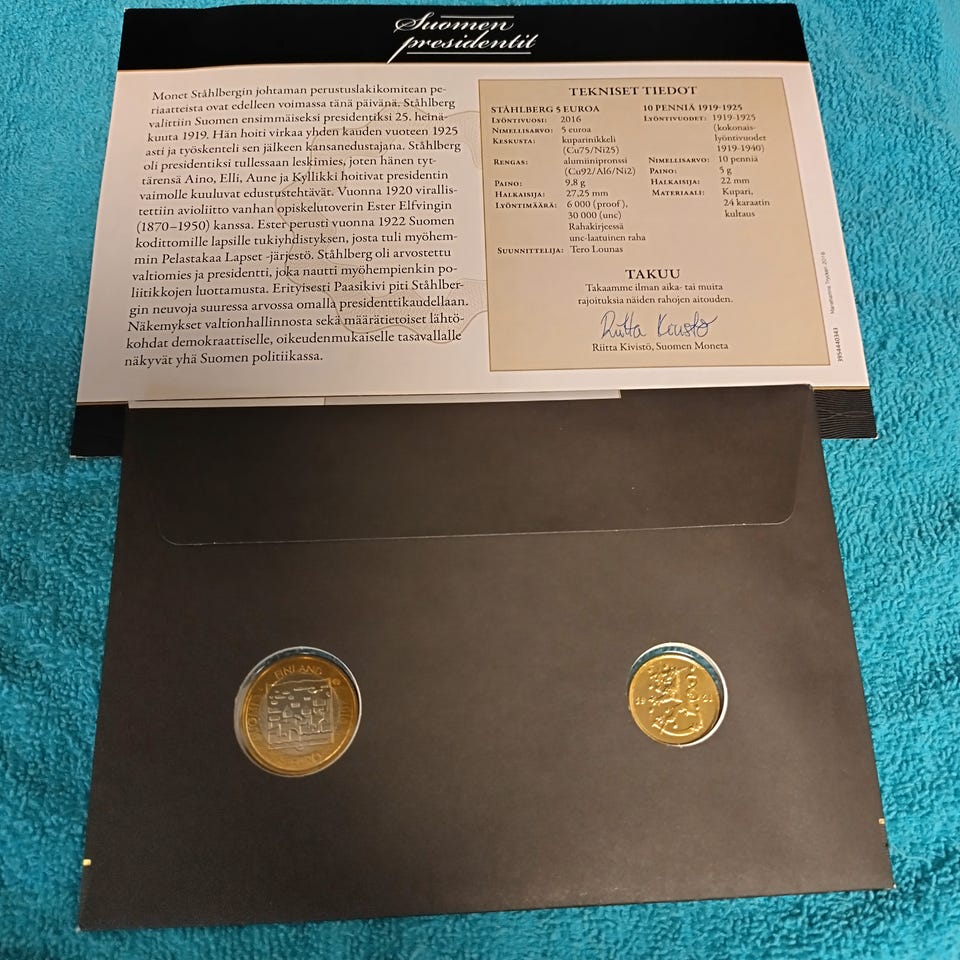 Suomen
presidentit
Monet Ståhlbergin johtaman perustuslakikomitean pe-
riaatteista ovat edelleen voimassa tänä päivänä. Ståhlberg
valittiin Suomen ensimmäiseksi presidentiksi 25. heinä-
kuuta 1919. Hän hoiti virkaa yhden kauden vuoteen 1925
asti ja työskenteli sen jälkeen kansanedustajana. Ståhlberg
oli presidentiksi tullessaan leskimies, joten hänen tyt-
tärensä Aino, Elli, Aune ja Kyllikki hoitivat presidentin
vaimolle kuuluvat edustustehtävät. Vuonna 1920 virallis-
tettiin avioliitto vanhan opiskelutoverin Ester Elfvingin
(1870–1950) kanssa. Ester perusti vuonna 1922 Suomen
kodittomille lapsille tukiyhdistyksen, josta tuli myöhem-
min Pelastakaa Lapset -järjestö. Ståhlberg oli arvostettu
valtiomies ja presidentti, joka nautti myöhempienkin po-
liitikkojen luottamusta. Erityisesti Paasikivi piti Ståhlber-
gin neuvoja suuressa arvossa omalla presidenttikaudellaan.
Näkemykset valtionhallinnosta sekä määrätietoiset lähtö-
kohdat demokraattiselle, oikeudenmukaiselle tasavallalle
näkyvät yhä Suomen politiikassa.
TEKNISET TIEDOT
STÅHLBERG 5 EUROA
LYÖNTIVUOSI: 2016
NIMELLISARVO: 5 euroa
KESKUSTA: kuparinikkeli
(Cu75/Ni25)
RENGAS: alumiinipronssi
(Cu92/Al6/Ni2)
PAINO: 9,8 g
HALKAISIJA: 27,25 mm
LYÖNTIMÄÄRÄ: 6 000 (proof),
30 000 (unc)
Rahakirjeessä
unc-laatuinen raha
SUUNNITTELIJA: Tero Lounas
10 PENNIÄ 1919-1925
LYÖNTIVUODET: 1919-1925
(kokonais-
lyöntivuodet
1919-1940)
NIMELLISARVO: 10 penniä
PAINO: 5 g
HALKAISIJA: 22 mm
MATERIAALI: Kupari,
24 karaatin
kultaus
TAKUU
Takaamme ilman aika- tai muita
rajoituksia näiden rahojen aitouden.
Riitta Kivistö
Riitta Kivistö, Suomen Moneta
3954440343
FINLAND
19 21